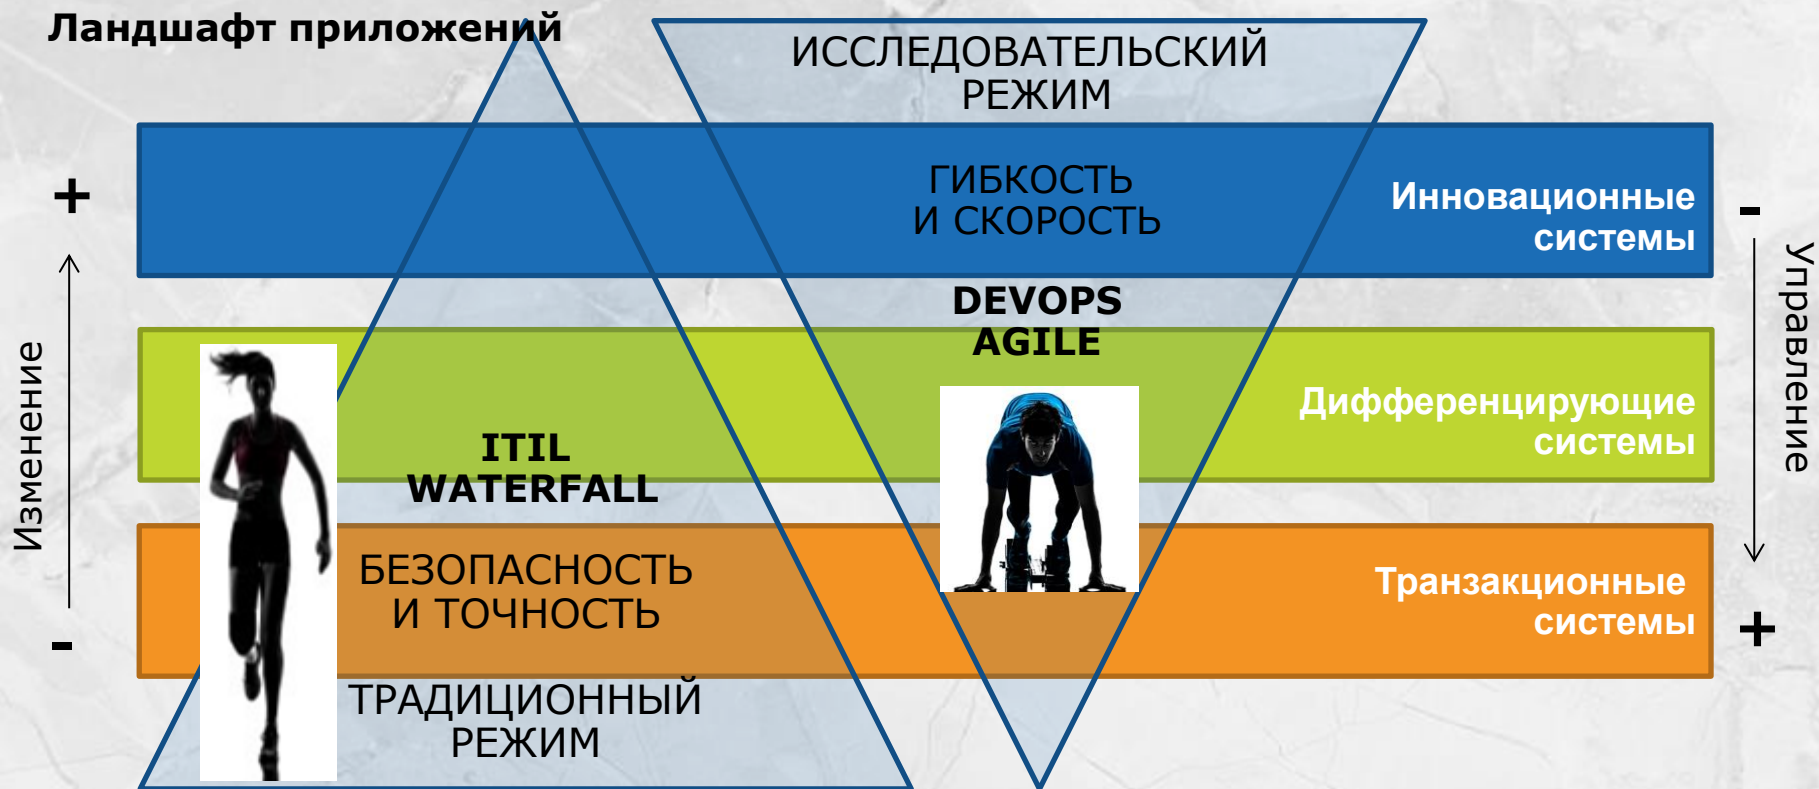 Ландшафт приложений
ИССЛЕДОВАТЕЛЬСКИЙ
РЕЖИМ
+
ГИБКОСТЬ
И СКОРОСТЬ
Инновационные
системы
-
Изменение
DEVOPS
AGILE
Управление
Дифференцирующие
системы
ITIL
WATERFALL
БЕЗОПАСНОСТЬ
И ТОЧНОСТЬ
Транзакционные
системы
-
+
ТРАДИЦИОННЫЙ
РЕЖИМ